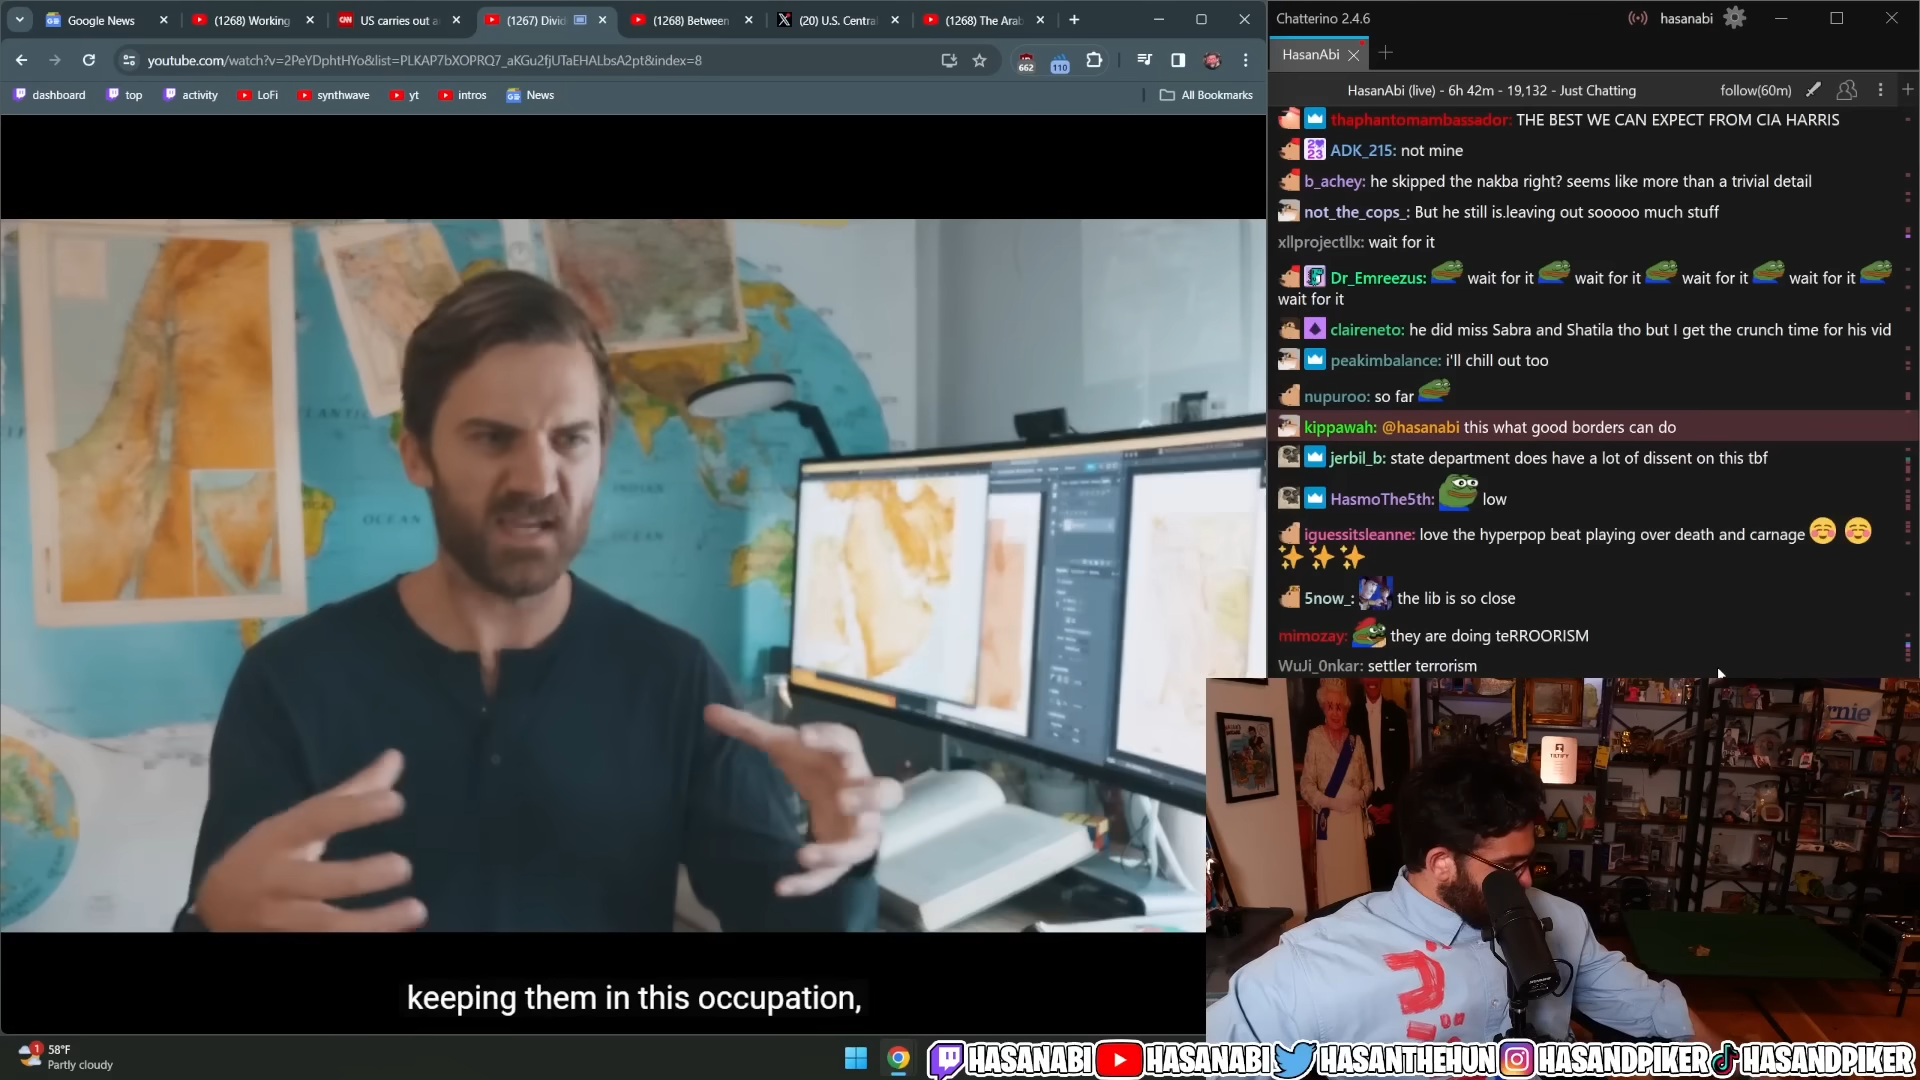 Google News
(1268) Working
US carries out a
(1267) Divid
(1268) Between
(20) U.S. Central
(1268) The Arab
youtube.com/watch?v=2PeYDphtHYo&list=PLKAP7bXOPRQ7_aKGu2fjUTaEHALbsA2pt&index=8
662
110
dashboard
top
activity
LoFi
synthwave
yt
intros
News
All Bookmarks
OCEAN
INDIAN
OCEAN
keeping them in this occupation,
Chatterino 2.4.6
hasanabi
HasanAbi
HasanAbi (live) - 6h 42m - 19,132 - Just Chatting
follow(60m)
thaphantomambassador: THE BEST WE CAN EXPECT FROM CIA HARRIS
ADK_215: not mine
b_achey: he skipped the nakba right? seems like more than a trivial detail
not_the_cops_: But he still is.leaving out sooooo much stuff
xllprojectllx: wait for it
Dr_Emreezus: wait for it wait for it wait for it wait for it
wait for it
claireneto: he did miss Sabra and Shatila tho but I get the crunch time for his vid
peakimbalance: i'll chill out too
nupuroo: so far
kippawah: @hasanabi this what good borders can do
jerbil_b: state department does have a lot of dissent on this tbf
HasmoThe5th: low
iguessitsleanne: love the hyperpop beat playing over death and carnage
5now_: the lib is so close
mimozay: they are doing teRROORISM
WuJi_0nkar: settler terrorism
rnie
TILTIFY
1
58°F
Partly cloudy
HASANABI
HASANABI
HASANTHEHUN
HASANDPIKER
HASANDPIKER